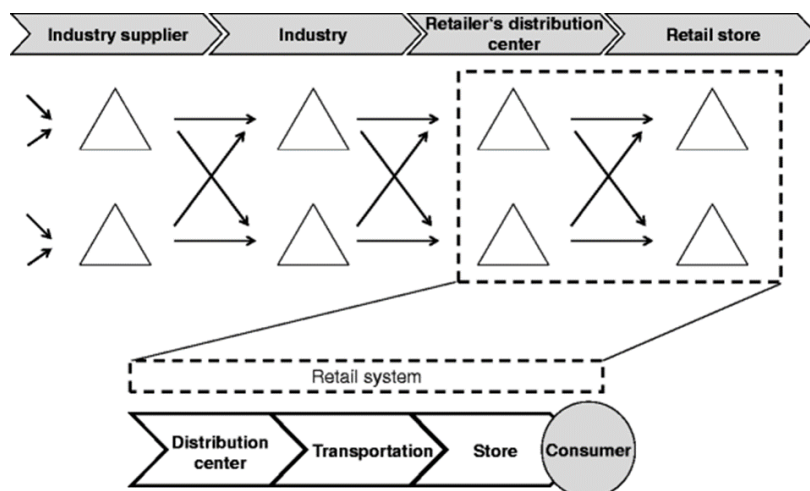 Industry supplier
Industry
Retailer's distribution
center
Retail store
Retail system
Distribution
center
Transportation
Store
Consumer